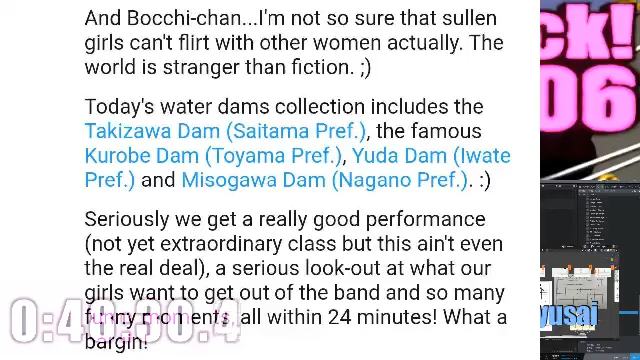 And Bocchi-chan...I'm not so sure that sullen
girls can't flirt with other women actually. The
world is stranger than fiction. ;)
Today's water dams collection includes the
Takizawa Dam (Saitama Pref.), the famous
Kurobe Dam (Toyama Pref.), Yuda Dam (Iwate
Pref.) and Misogawa Dam (Nagano Pref.). :)
Seriously we get a really good performance
(not yet extraordinary class but this ain't even
the real deal), a serious look-out at what our
girls want to get out of the band and so many
funny moments, all within 24 minutes! What a
bargin!
ck!
06
yusai